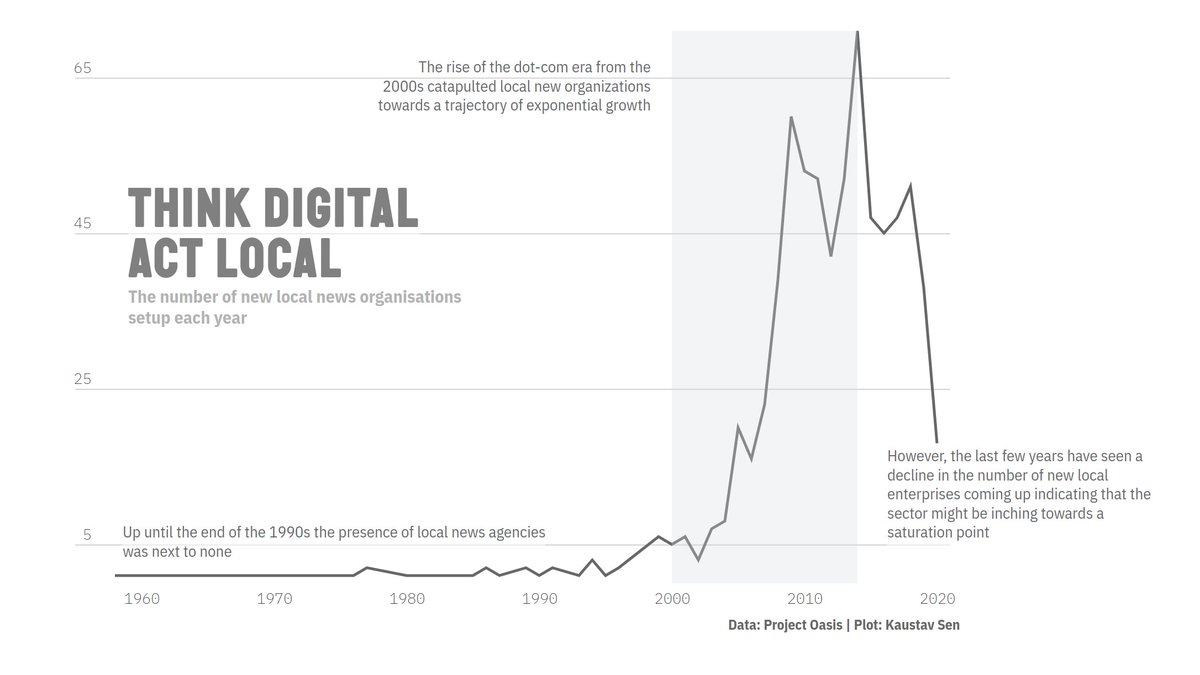 65
The rise of the dot-com era from the
2000s catapulted local new organizations
towards a trajectory of exponential growth
THINK DIGITAL
ACT LOCAL
45
The number of new local news organisations
setup each year
25
However, the last few years have seen a
decline in the number of new local
enterprises coming up indicating that the
sector might be inching towards a
saturation point
5
Up until the end of the 1990s the presence of local news agencies
was next to none
1960 1970 1980 1990 2000 2010 2020
Data: Project Oasis | Plot: Kaustav Sen